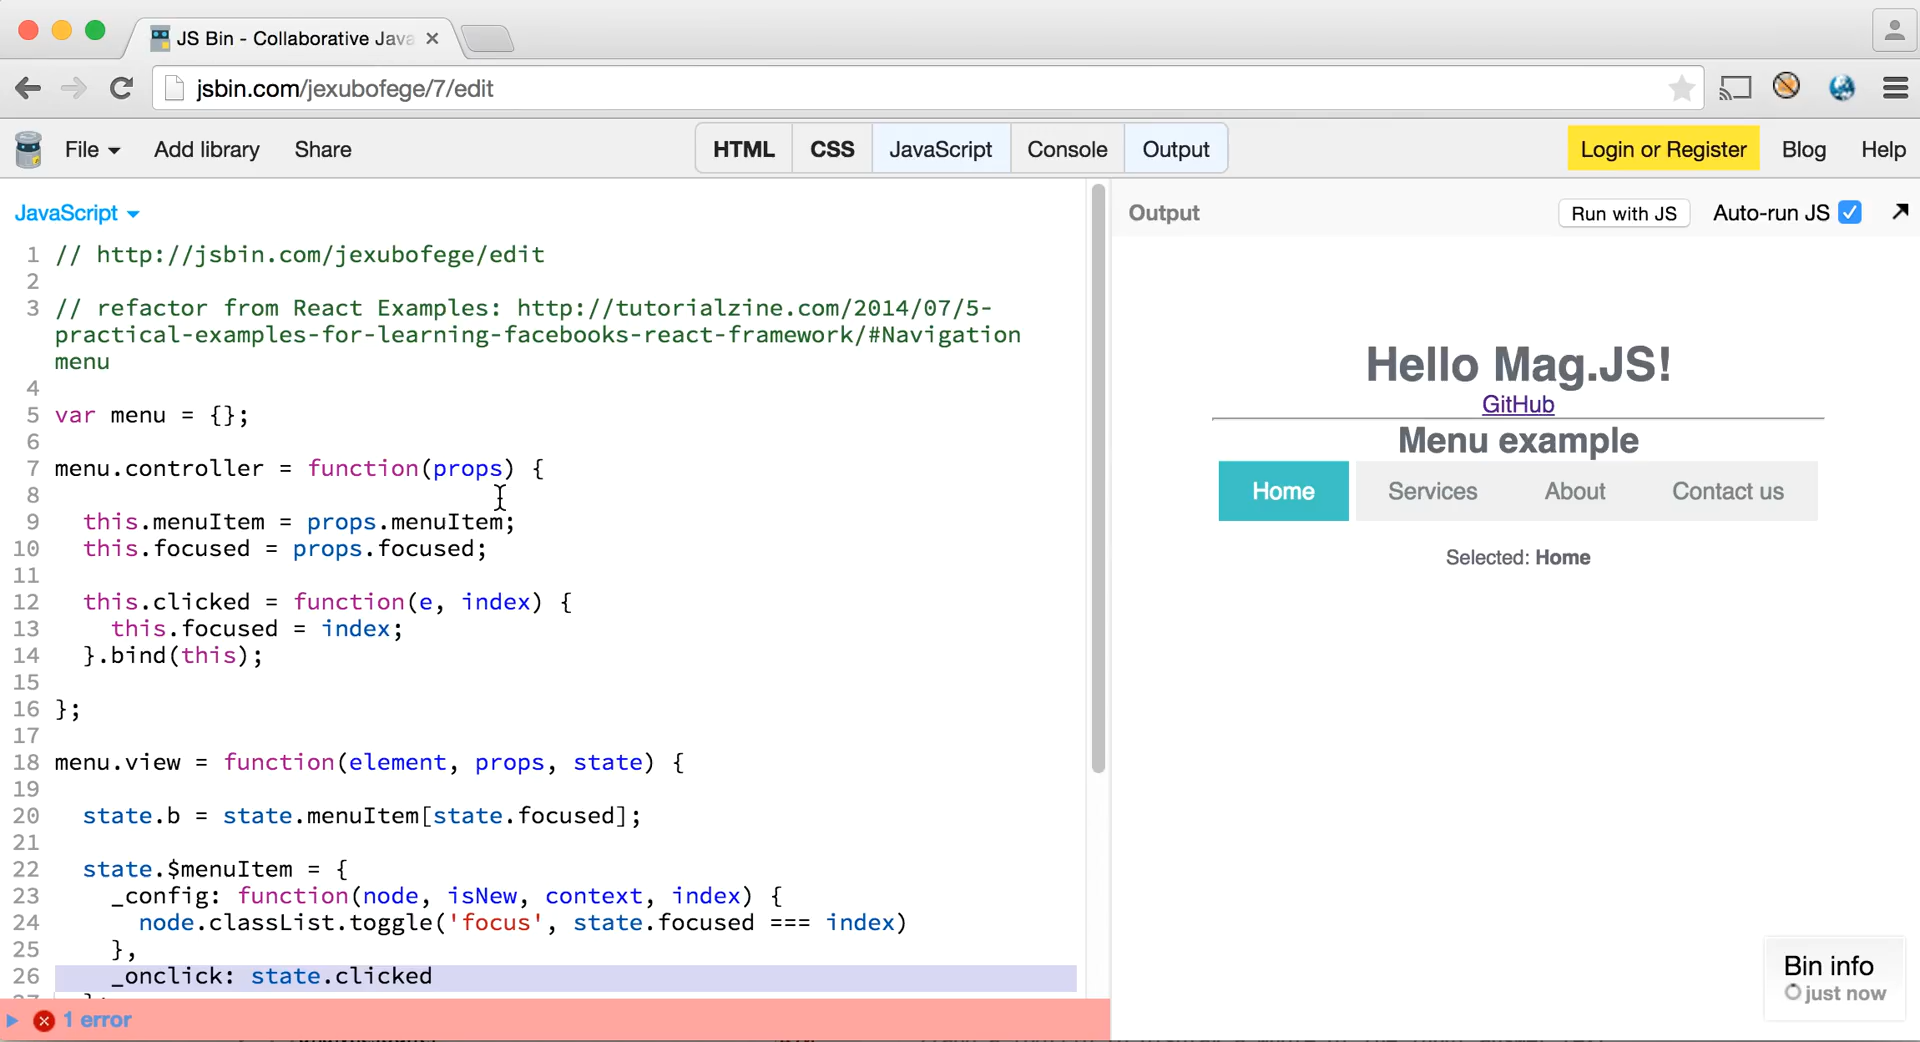 JS Bin - Collaborative Java
jsbin.com/jexubofege/7/edit
File Add library Share HTML CSS JavaScript Console Output Login or Register Blog Help
JavaScript
1 // http://jsbin.com/jexubofege/edit
2
3 // refactor from React Examples: http://tutorialzine.com/2014/07/5-
practical-examples-for-learning-facebooks-react-framework/#Navigation
menu
4
5 var menu = {};
6
7 menu.controller = function(props) {
8
9 this.menuItem = props.menuItem;
10 this.focused = props.focused;
11
12 this.clicked = function(e, index) {
13 this.focused = index;
14 }.bind(this);
15
16 };
17
18 menu.view = function(element, props, state) {
19
20 state.b = state.menuItem[state.focused];
21
22 state.$menuItem = {
23 _config: function(node, isNew, context, index) {
24 node.classList.toggle('focus', state.focused === index)
25 },
26 _onclick: state.clicked
1 error
Output Run with JS Auto-run JS
Hello Mag.JS!
GitHub
Menu example
Home Services About Contact us
Selected: Home
Bin info
just now